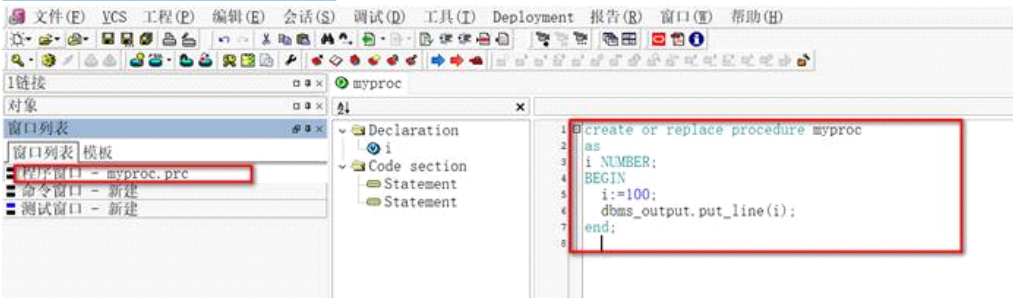 文件(F) VCS 工程(P) 编辑(E) 会话(S) 调试(D) 工具(I) Deployment 报告(R) 窗口(W) 帮助(H)
1链接
myproc
对象
窗口列表
窗口列表 模板
程序窗口 - myproc.prc
命令窗口 - 新建
测试窗口 - 新建
Declaration
i
Code section
Statement
Statement
1 create or replace procedure myproc
2 as
3 i NUMBER;
4 BEGIN
5 i:=100;
6 dbms_output.put_line(i);
7 end;
8